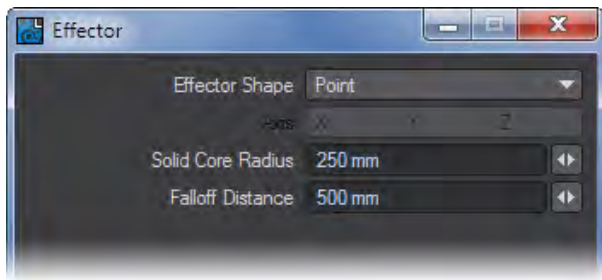 Effector
Effector Shape Point
Axis X Y Z
Solid Core Radius 250 mm
Falloff Distance 500 mm